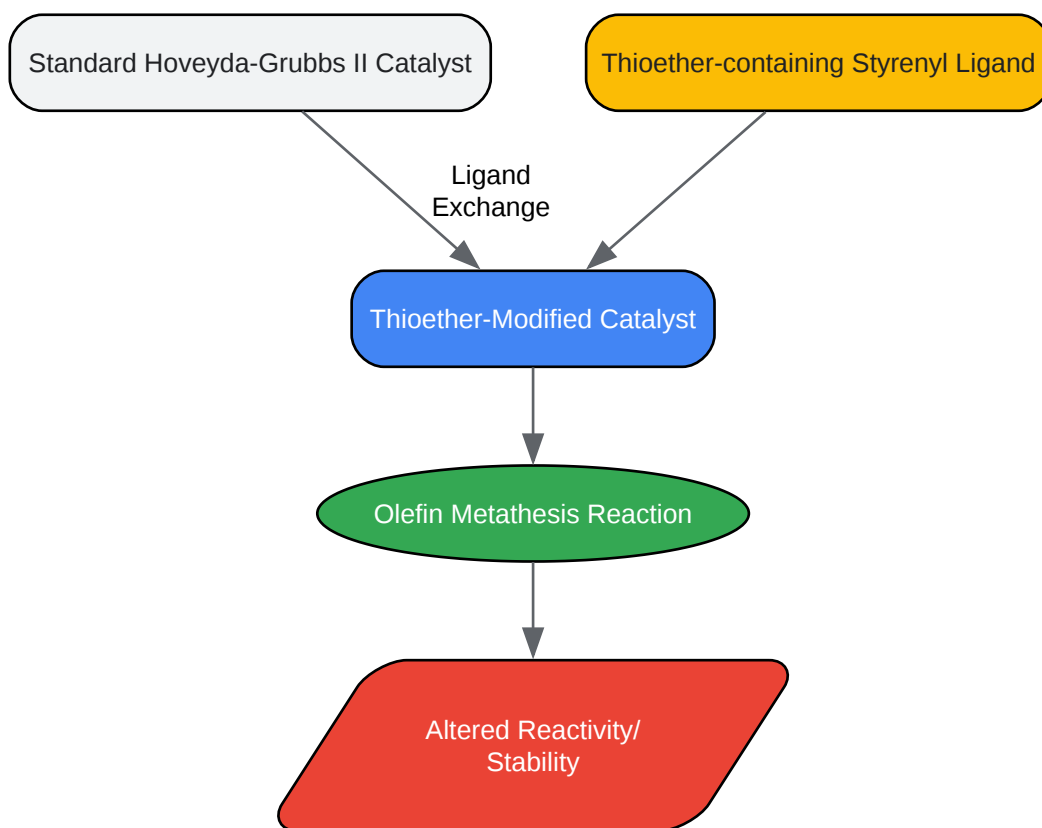 Standard Hoveyda-Grubbs II Catalyst
Thioether-containing Styrenyl Ligand
Ligand
Exchange
Thioether-Modified Catalyst
Olefin Metathesis Reaction
Altered Reactivity/
Stability